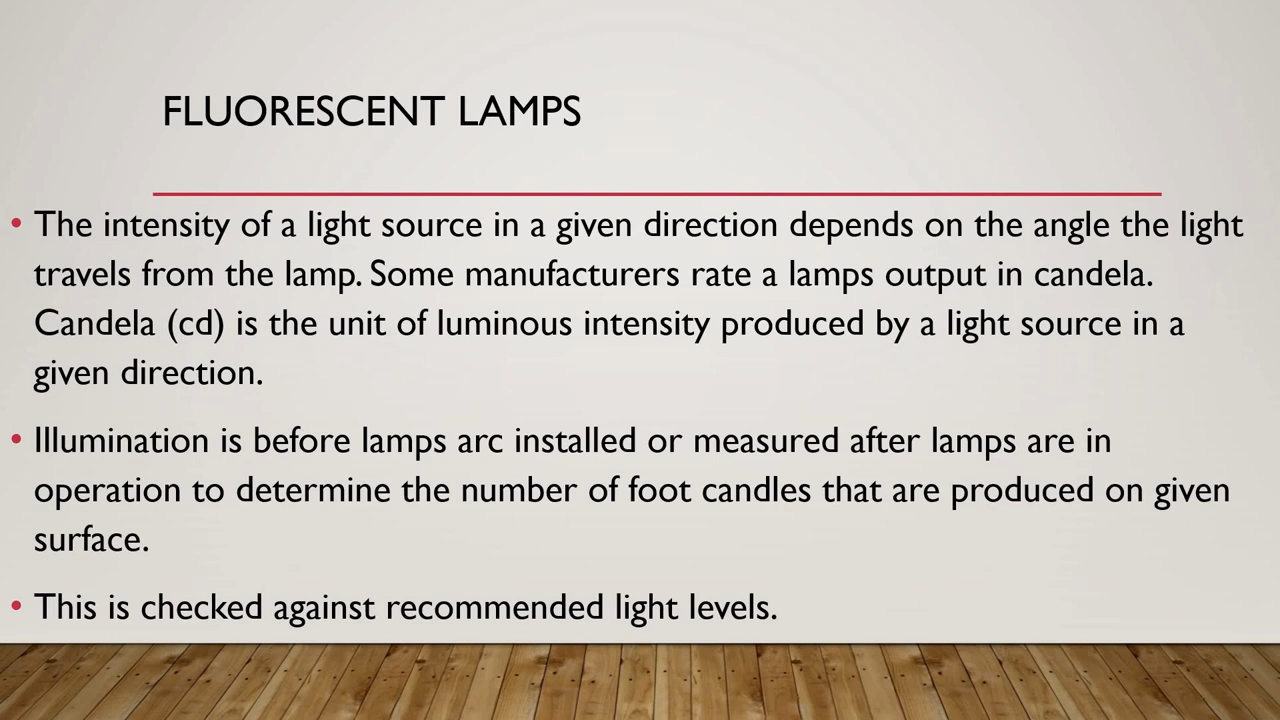 FLUORESCENT LAMPS
• The intensity of a light source in a given direction depends on the angle the light
travels from the lamp. Some manufacturers rate a lamps output in candela.
Candela (cd) is the unit of luminous intensity produced by a light source in a
given direction.
• Illumination is before lamps arc installed or measured after lamps are in
operation to determine the number of foot candles that are produced on given
surface.
• This is checked against recommended light levels.